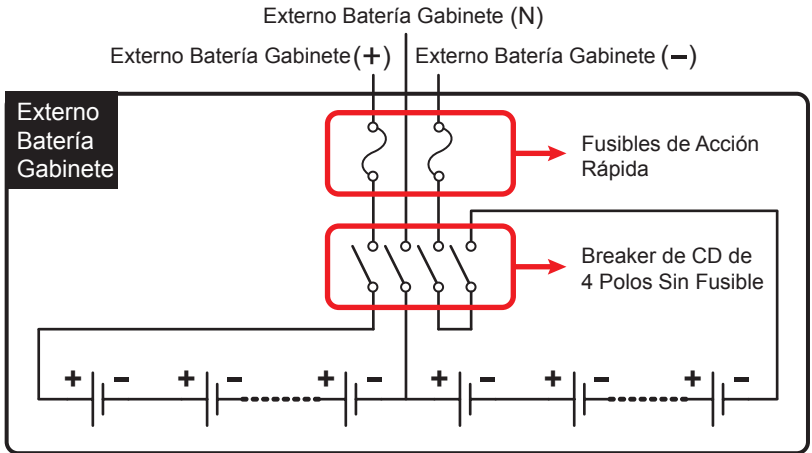 Externo Batería Gabinete (N)
Externo Batería Gabinete (+) Externo Batería Gabinete (−)
Externo
Batería
Gabinete
Fusibles de Acción
Rápida
Breaker de CD de
4 Polos Sin Fusible
+ − + − + − + − + − + −